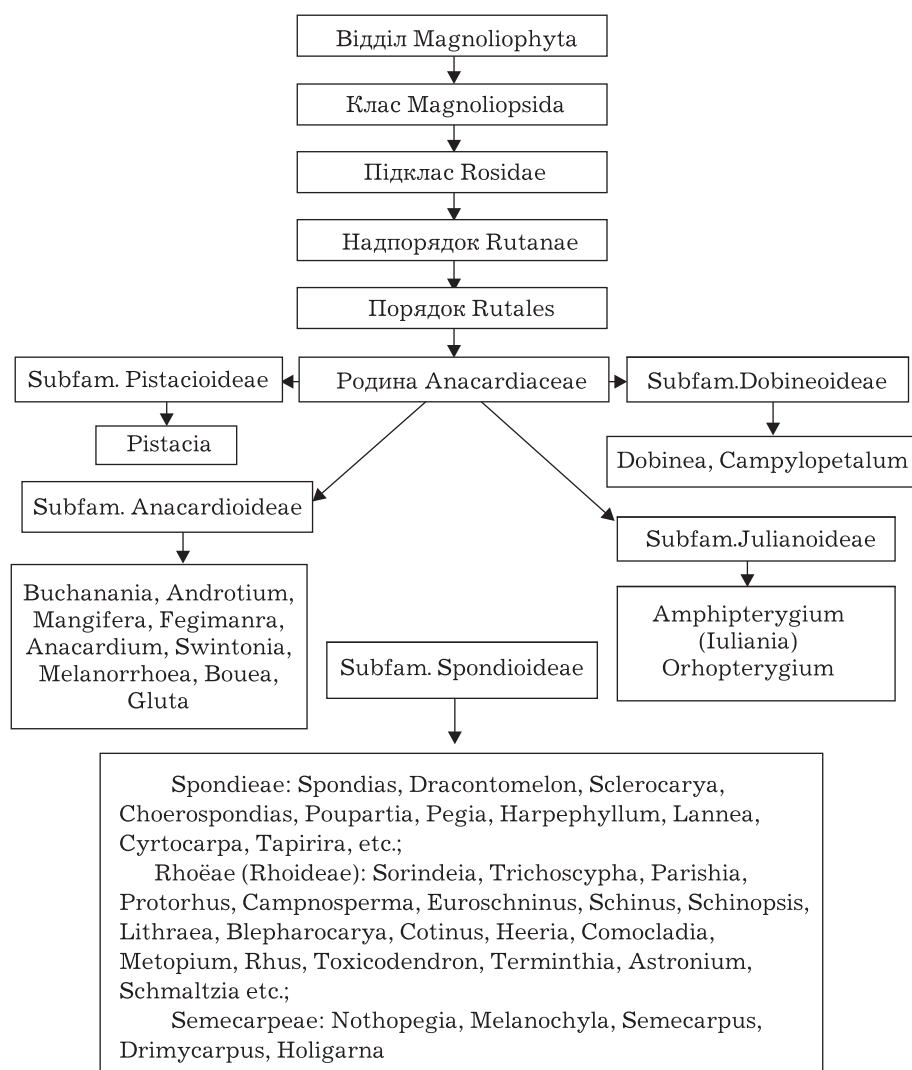 Відділ Magnoliophyta
Клас Magnoliopsida
Підклас Rosidae
Надпорядок Rutanae
Порядок Rutales
Subfam. Pistacioideae
Родина Anacardiaceae
Subfam.Dobineoideae
Pistacia
Dobinea, Campylopetalum
Subfam. Anacardioideae
Subfam.Julianoideae
Buchanania, Androtium,
Mangifera, Fegimanra,
Anacardium, Swintonia,
Melanorrhoea, Bouea,
Gluta
Amphipterygium
(Iuliania)
Orhopterygium
Subfam. Spondioideae
Spondieae: Spondias, Dracontomelon, Sclerocarya,
Choerospondias, Poupartia, Pegia, Harpephyllum, Lannea,
Cyrtocarpa, Tapirira, etc.;
Rhoëae (Rhoideae): Sorindeia, Trichoscypha, Parishia,
Protorhus, Campnosperma, Euroschninus, Schinus, Schinopsis,
Lithraea, Blepharocarya, Cotinus, Heeria, Comocladia,
Metopium, Rhus, Toxicodendron, Terminthia, Astronium,
Schmaltzia etc.;
Semecarpeae: Nothopegia, Melanochyla, Semecarpus,
Drimycarpus, Holigarna